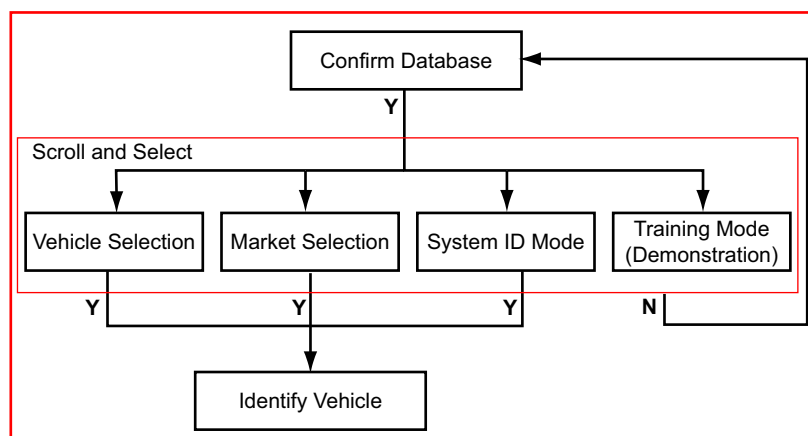 Confirm Database
Y
Scroll and Select
Vehicle Selection
Market Selection
System ID Mode
Training Mode
(Demonstration)
Y
Y
Y
N
Identify Vehicle